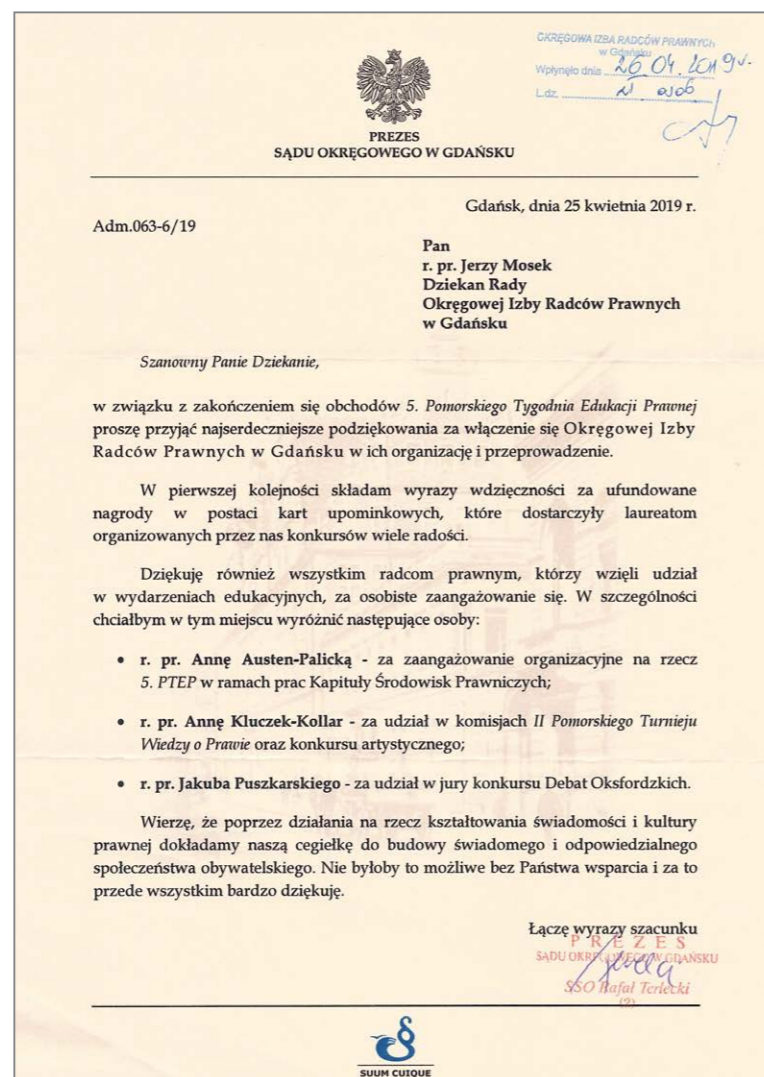 OKRĘGOWA IZBA RADCÓW PRAWNYCH
w Gdańsku
Wpłynęło dnia 26.04.2019 r.
L.dz.
PREZES
SĄDU OKRĘGOWEGO W GDAŃSKU
Gdańsk, dnia 25 kwietnia 2019 r.
Adm.063-6/19
Pan
r. pr. Jerzy Mosek
Dziekan Rady
Okręgowej Izby Radców Prawnych
w Gdańsku
Szanowny Panie Dziekanie,
w związku z zakończeniem się obchodów 5. Pomorskiego Tygodnia Edukacji Prawnej
proszę przyjąć najserdeczniejsze podziękowania za włączenie się Okręgowej Izby
Radców Prawnych w Gdańsku w ich organizację i przeprowadzenie.
W pierwszej kolejności składam wyrazy wdzięczności za ufundowane
nagrody w postaci kart upominkowych, które dostarczyły laureatom
organizowanych przez nas konkursów wiele radości.
Dziękuję również wszystkim radcom prawnym, którzy wzięli udział
w wydarzeniach edukacyjnych, za osobiste zaangażowanie się. W szczególności
chciałbym w tym miejscu wyróżnić następujące osoby:
• r. pr. Annę Austen-Palicką - za zaangażowanie organizacyjne na rzecz
5. PTEP w ramach prac Kapituły Środowisk Prawniczych;
• r. pr. Annę Kluczek-Kollar - za udział w komisjach II Pomorskiego Turnieju
Wiedzy o Prawie oraz konkursu artystycznego;
• r. pr. Jakuba Puszkarskiego - za udział w jury konkursu Debat Oksfordzkich.
Wierzę, że poprzez działania na rzecz kształtowania świadomości i kultury
prawnej dokładamy naszą cegiełkę do budowy świadomego i odpowiedzialnego
społeczeństwa obywatelskiego. Nie byłoby to możliwe bez Państwa wsparcia i za to
przede wszystkim bardzo dziękuję.
Łączę wyrazy szacunku
PREZES
SĄDU OKRĘGOWEGO W GDAŃSKU
SSO Rafał Terlecki
(2)
SUUM CUIQUE